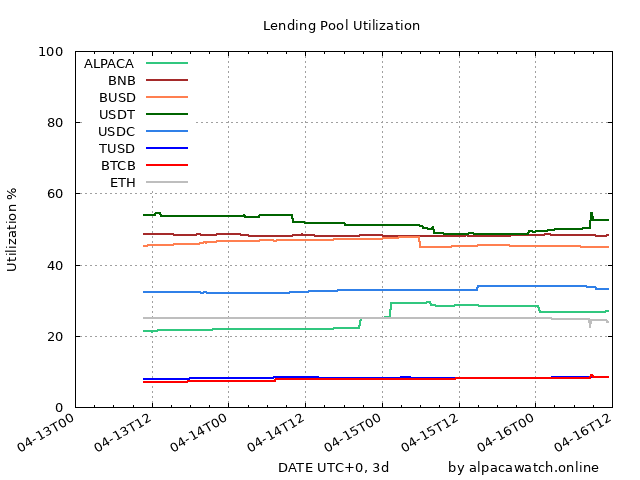 Lending Pool Utilization
100
80
60
40
20
0
Utilization %
ALPACA
BNB
BUSD
USDT
USDC
TUSD
BTCB
ETH
04-13T00
04-13T12
04-14T00
04-14T12
04-15T00
04-15T12
04-16T00
04-16T12
DATE UTC+0, 3d
by alpacawatch.online